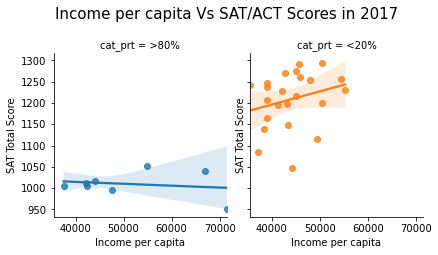 Income per capita Vs SAT/ACT Scores in 2017
cat_prt = >80%
cat_prt = <20%
SAT Total Score
1300
1250
1200
1150
1100
1050
1000
950
40000 50000 60000 70000
Income per capita
SAT Total Score
40000 50000 60000 70000
Income per capita